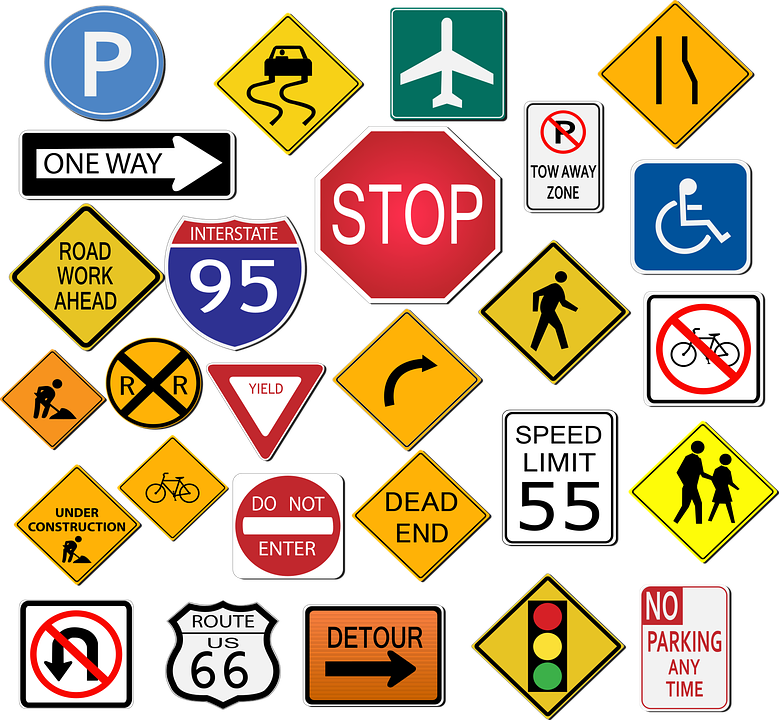 P
ONE WAY
P
TOW AWAY
ZONE
STOP
ROAD
WORK
AHEAD
INTERSTATE
95
R R
YIELD
SPEED
LIMIT
55
UNDER
CONSTRUCTION
DO NOT
ENTER
DEAD
END
ROUTE
US
66
DETOUR
NO
PARKING
ANY
TIME